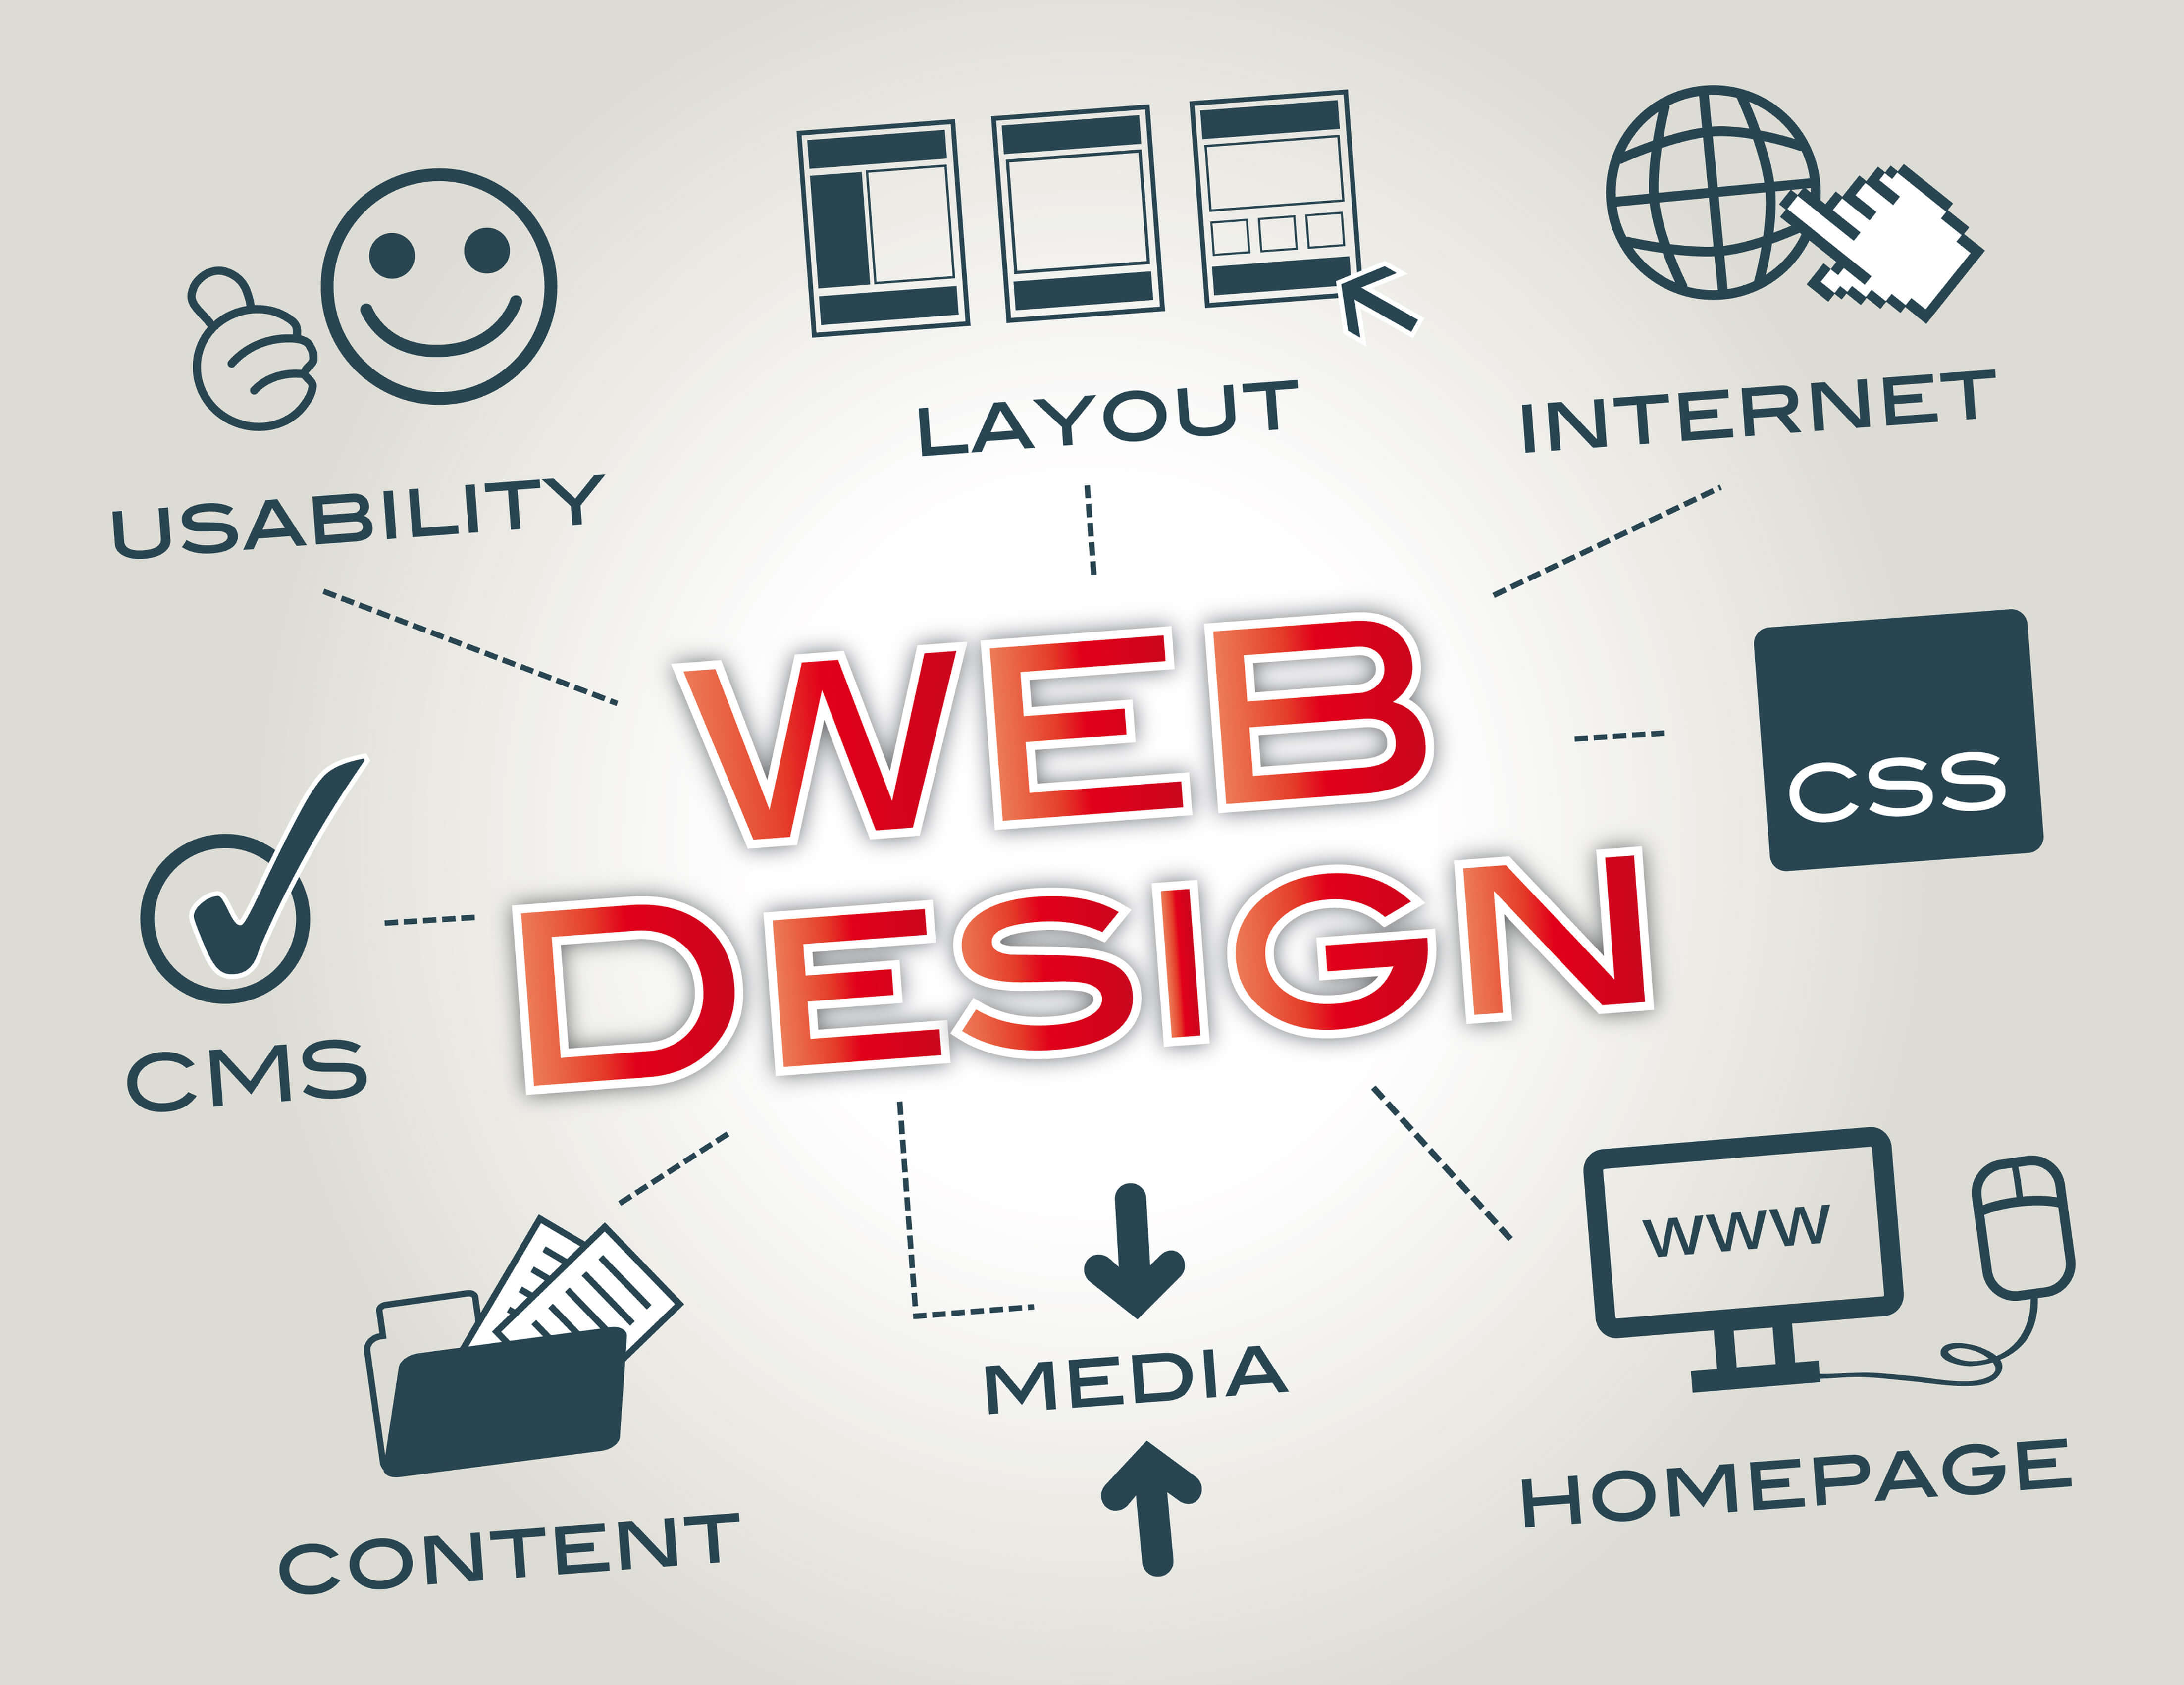 USABILITY
LAYOUT
INTERNET
WEB
DESIGN
CSS
CMS
WWW
CONTENT
MEDIA
HOMEPAGE